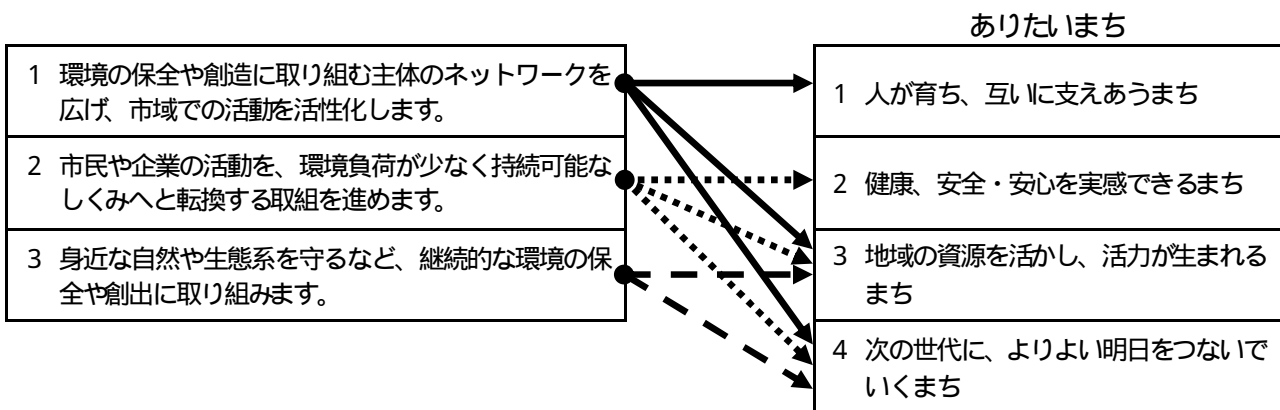 ありたいまち
1 環境の保全や創造に取り組む主体のネットワークを
広げ、市域での活動を活性化します。
2 市民や企業の活動を、環境負荷が少なく持続可能な
しくみへと転換する取組を進めます。
3 身近な自然や生態系を守るなど、継続的な環境の保
全や創出に取り組みます。
1 人が育ち、互いに支えあうまち
2 健康、安全・安心を実感できるまち
3 地域の資源を活かし、活力が生まれる
まち
4 次の世代に、よりよい明日をつないで
いくまち